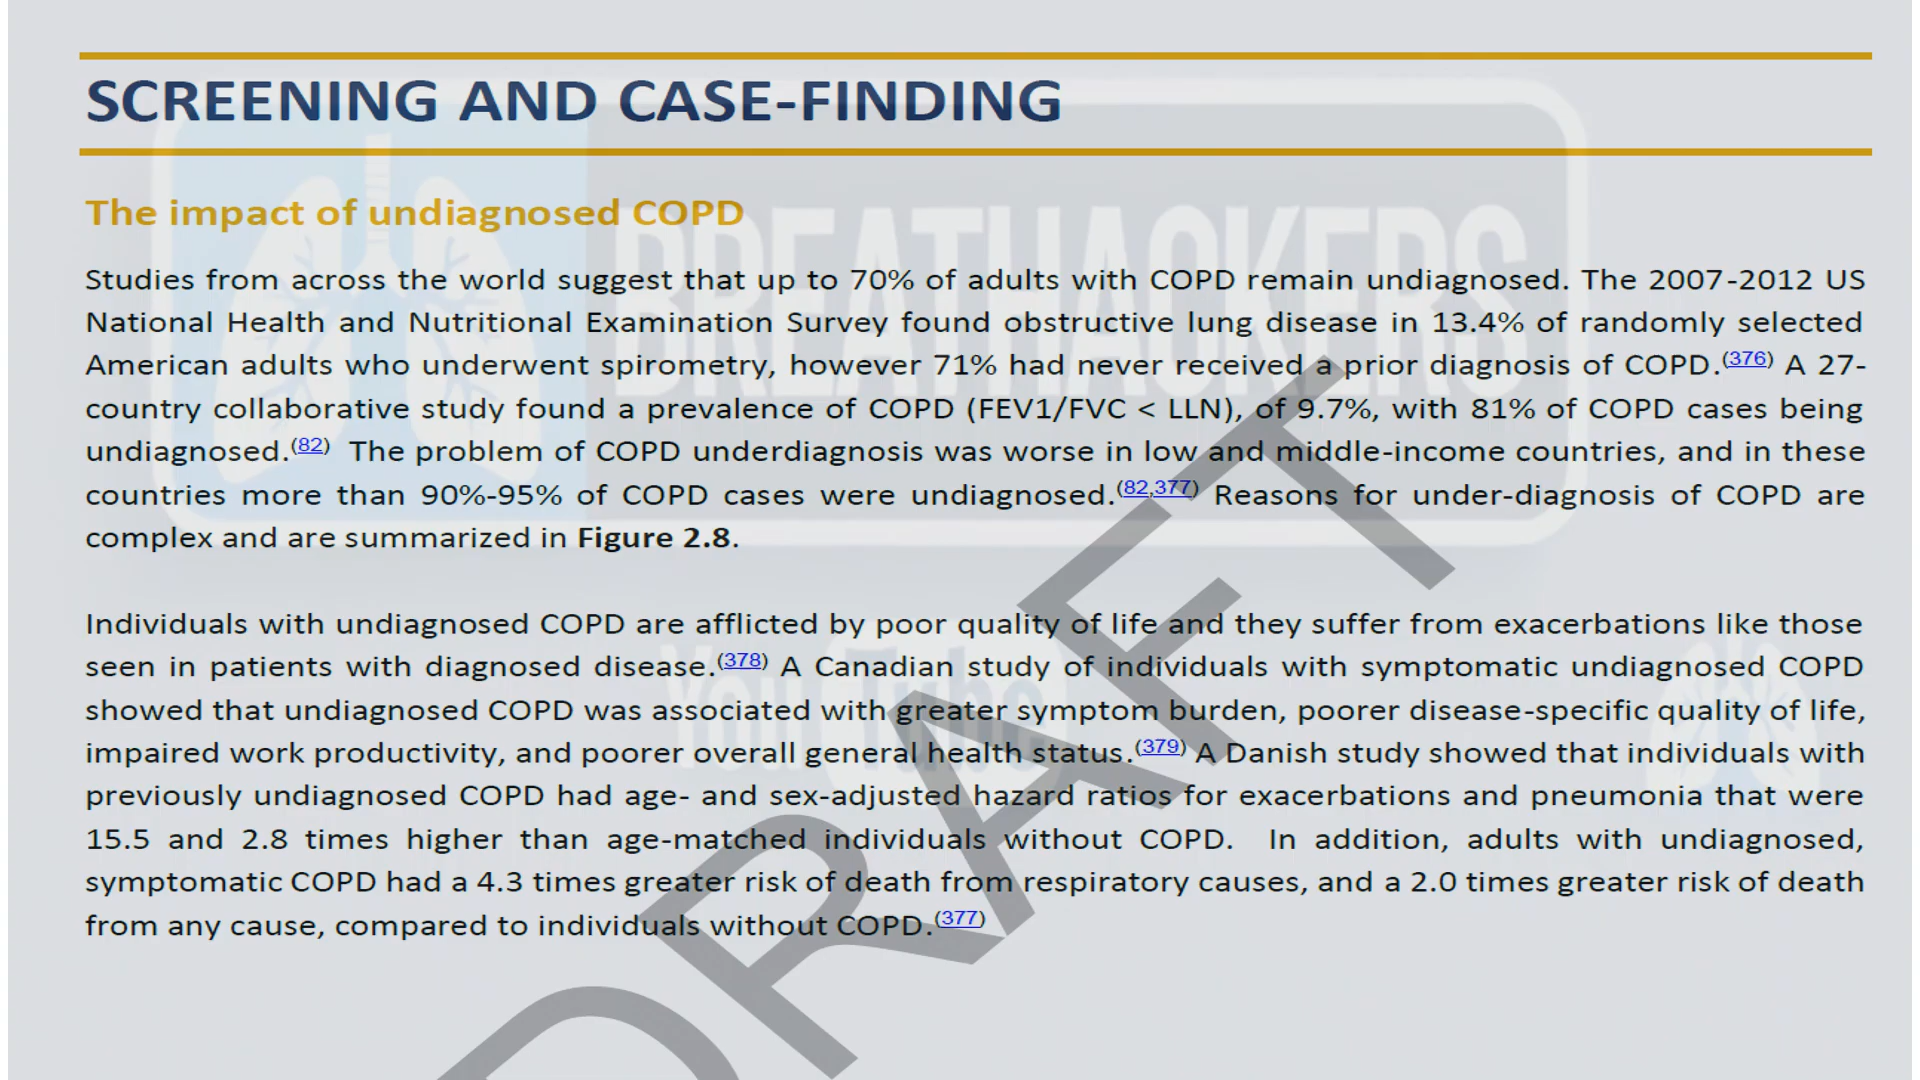 SCREENING AND CASE-FINDING
The impact of undiagnosed COPD
Studies from across the world suggest that up to 70% of adults with COPD remain undiagnosed. The 2007-2012 US
National Health and Nutritional Examination Survey found obstructive lung disease in 13.4% of randomly selected
American adults who underwent spirometry, however 71% had never received a prior diagnosis of COPD.(376) A 27-
country collaborative study found a prevalence of COPD (FEV1/FVC < LLN), of 9.7%, with 81% of COPD cases being
undiagnosed.(82) The problem of COPD underdiagnosis was worse in low and middle-income countries, and in these
countries more than 90%-95% of COPD cases were undiagnosed.(82,377) Reasons for under-diagnosis of COPD are
complex and are summarized in Figure 2.8.
Individuals with undiagnosed COPD are afflicted by poor quality of life and they suffer from exacerbations like those
seen in patients with diagnosed disease.(378) A Canadian study of individuals with symptomatic undiagnosed COPD
showed that undiagnosed COPD was associated with greater symptom burden, poorer disease-specific quality of life,
impaired work productivity, and poorer overall general health status.(379) A Danish study showed that individuals with
previously undiagnosed COPD had age- and sex-adjusted hazard ratios for exacerbations and pneumonia that were
15.5 and 2.8 times higher than age-matched individuals without COPD. In addition, adults with undiagnosed,
symptomatic COPD had a 4.3 times greater risk of death from respiratory causes, and a 2.0 times greater risk of death
from any cause, compared to individuals without COPD.(377)
BREATHACKERS
YouTube
DRAFT